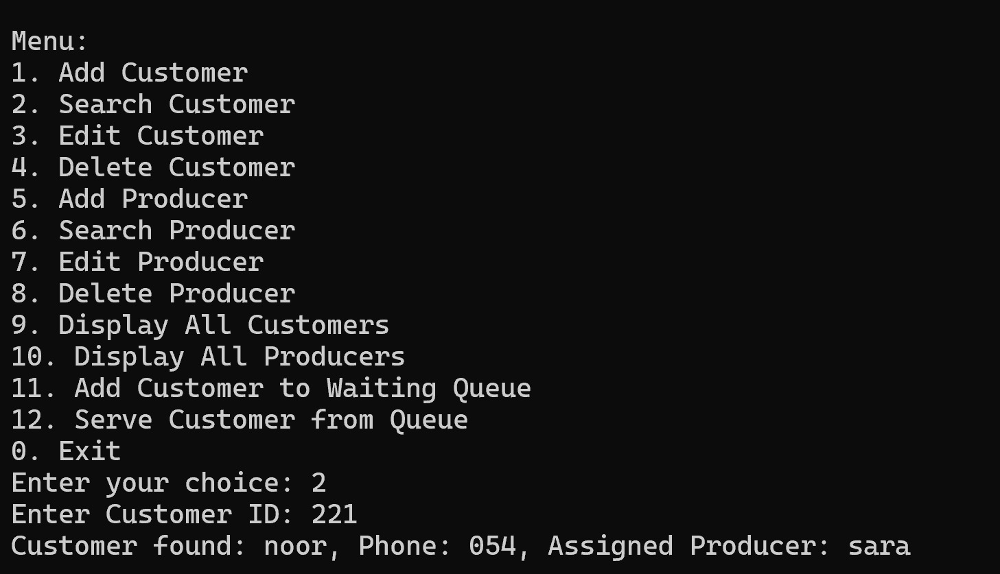 Menu:
1. Add Customer
2. Search Customer
3. Edit Customer
4. Delete Customer
5. Add Producer
6. Search Producer
7. Edit Producer
8. Delete Producer
9. Display All Customers
10. Display All Producers
11. Add Customer to Waiting Queue
12. Serve Customer from Queue
0. Exit
Enter your choice: 2
Enter Customer ID: 221
Customer found: noor, Phone: 054, Assigned Producer: sara